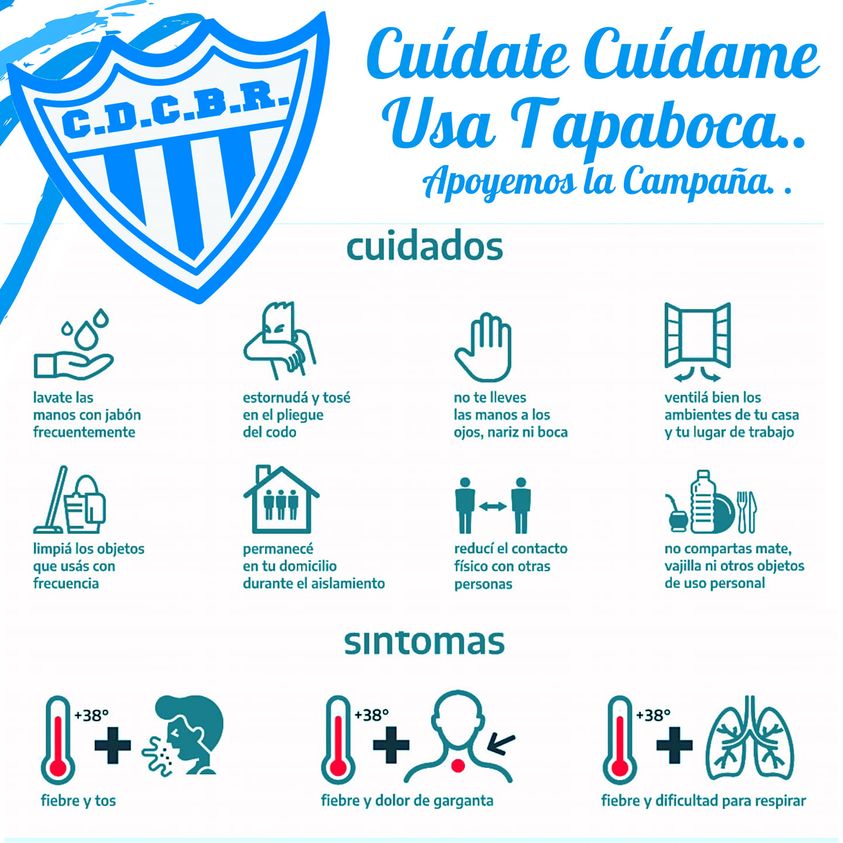 C.D.C.B.R.
Cuídate Cuídame
Usa Tapaboca..
Apoyemos la Campaña. .
cuidados
lavate las
manos con jabón
frecuentemente
estornudá y tosé
en el pliegue
del codo
no te lleves
las manos a los
ojos, nariz ni boca
ventilá bien los
ambientes de tu casa
y tu lugar de trabajo
limpiá los objetos
que usás con
frecuencia
permanecé
en tu domicilio
durante el aislamiento
reducí el contacto
físico con otras
personas
no compartas mate,
vajilla ni otros objetos
de uso personal
síntomas
+38°
fiebre y tos
+38°
fiebre y dolor de garganta
+38°
fiebre y dificultad para respirar